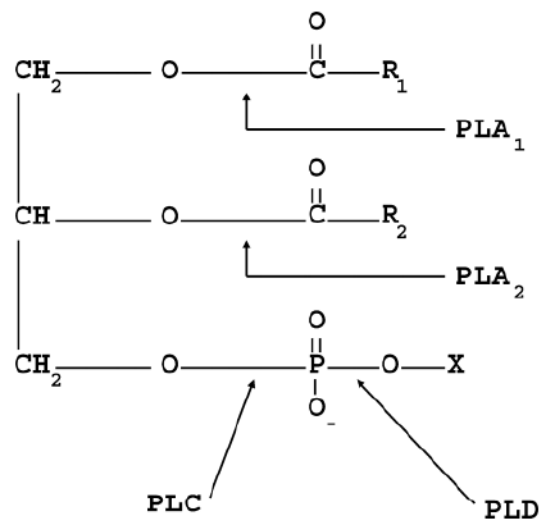 O
CH2 O C R1
PLA1
O
CH O C R2
PLA2
O
CH2 O P O X
O-
PLC PLD